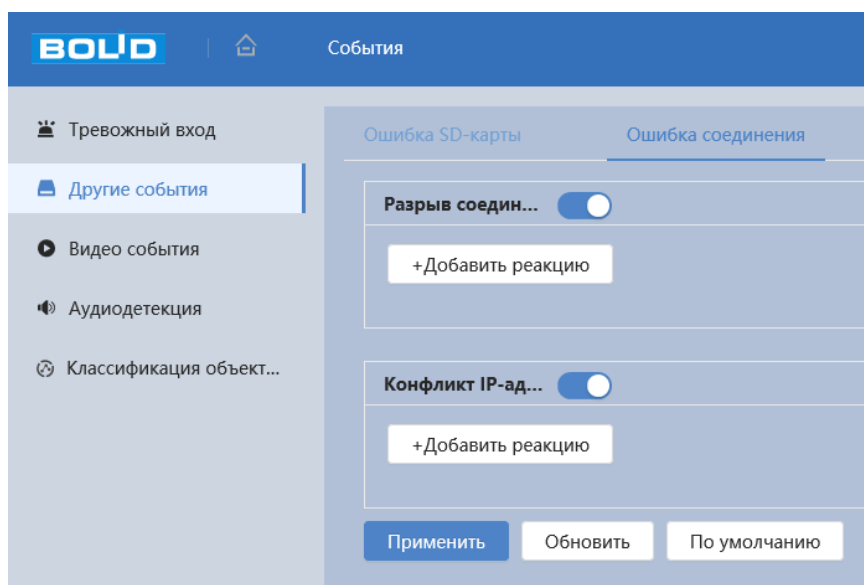 BOLID
События
Тревожный вход
Другие события
Видео события
Аудиодетекция
Классификация объект...
Ошибка SD-карты
Ошибка соединения
Разрыв соедин...
+Добавить реакцию
Конфликт IP-ад...
+Добавить реакцию
Применить
Обновить
По умолчанию